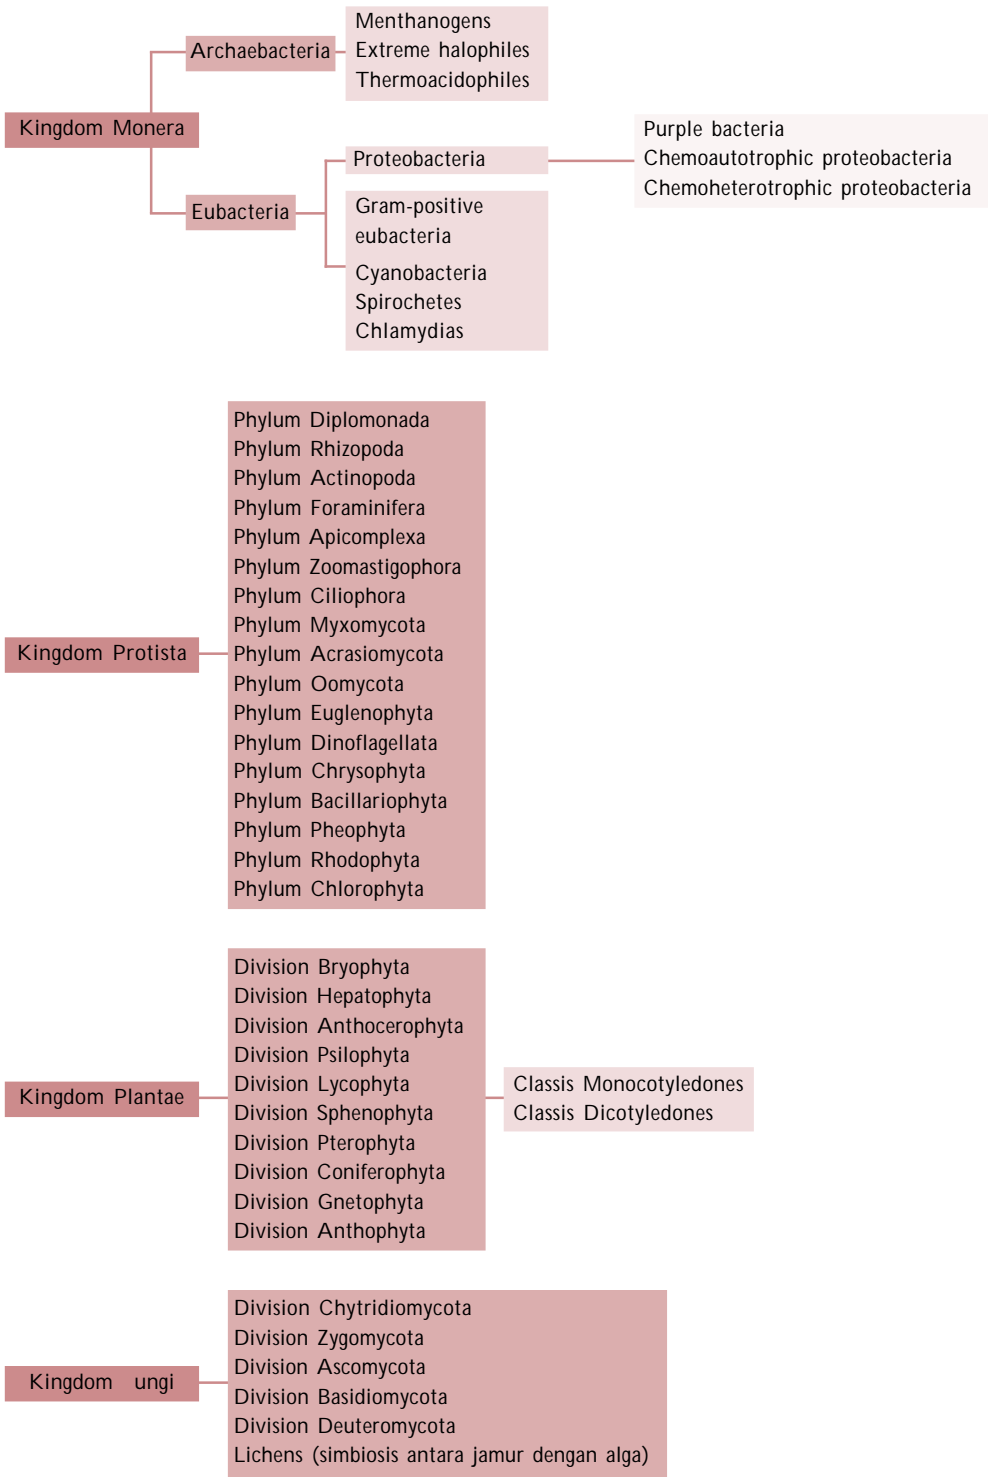 Kingdom Monera
Archaebacteria
Menthanogens
Extreme halophiles
Thermoacidophiles
Eubacteria
Proteobacteria
Purple bacteria
Chemoautotrophic proteobacteria
Chemoheterotrophic proteobacteria
Gram-positive
eubacteria
Cyanobacteria
Spirochetes
Chlamydias
Kingdom Protista
Phylum Diplomonada
Phylum Rhizopoda
Phylum Actinopoda
Phylum Foraminifera
Phylum Apicomplexa
Phylum Zoomastigophora
Phylum Ciliophora
Phylum Myxomycota
Phylum Acrasiomycota
Phylum Oomycota
Phylum Euglenophyta
Phylum Dinoflagellata
Phylum Chrysophyta
Phylum Bacillariophyta
Phylum Pheophyta
Phylum Rhodophyta
Phylum Chlorophyta
Kingdom Plantae
Division Bryophyta
Division Hepatophyta
Division Anthocerophyta
Division Psilophyta
Division Lycophyta
Division Sphenophyta
Division Pterophyta
Division Coniferophyta
Division Gnetophyta
Division Anthophyta
Classis Monocotyledones
Classis Dicotyledones
Kingdom ungi
Division Chytridiomycota
Division Zygomycota
Division Ascomycota
Division Basidiomycota
Division Deuteromycota
Lichens (simbiosis antara jamur dengan alga)